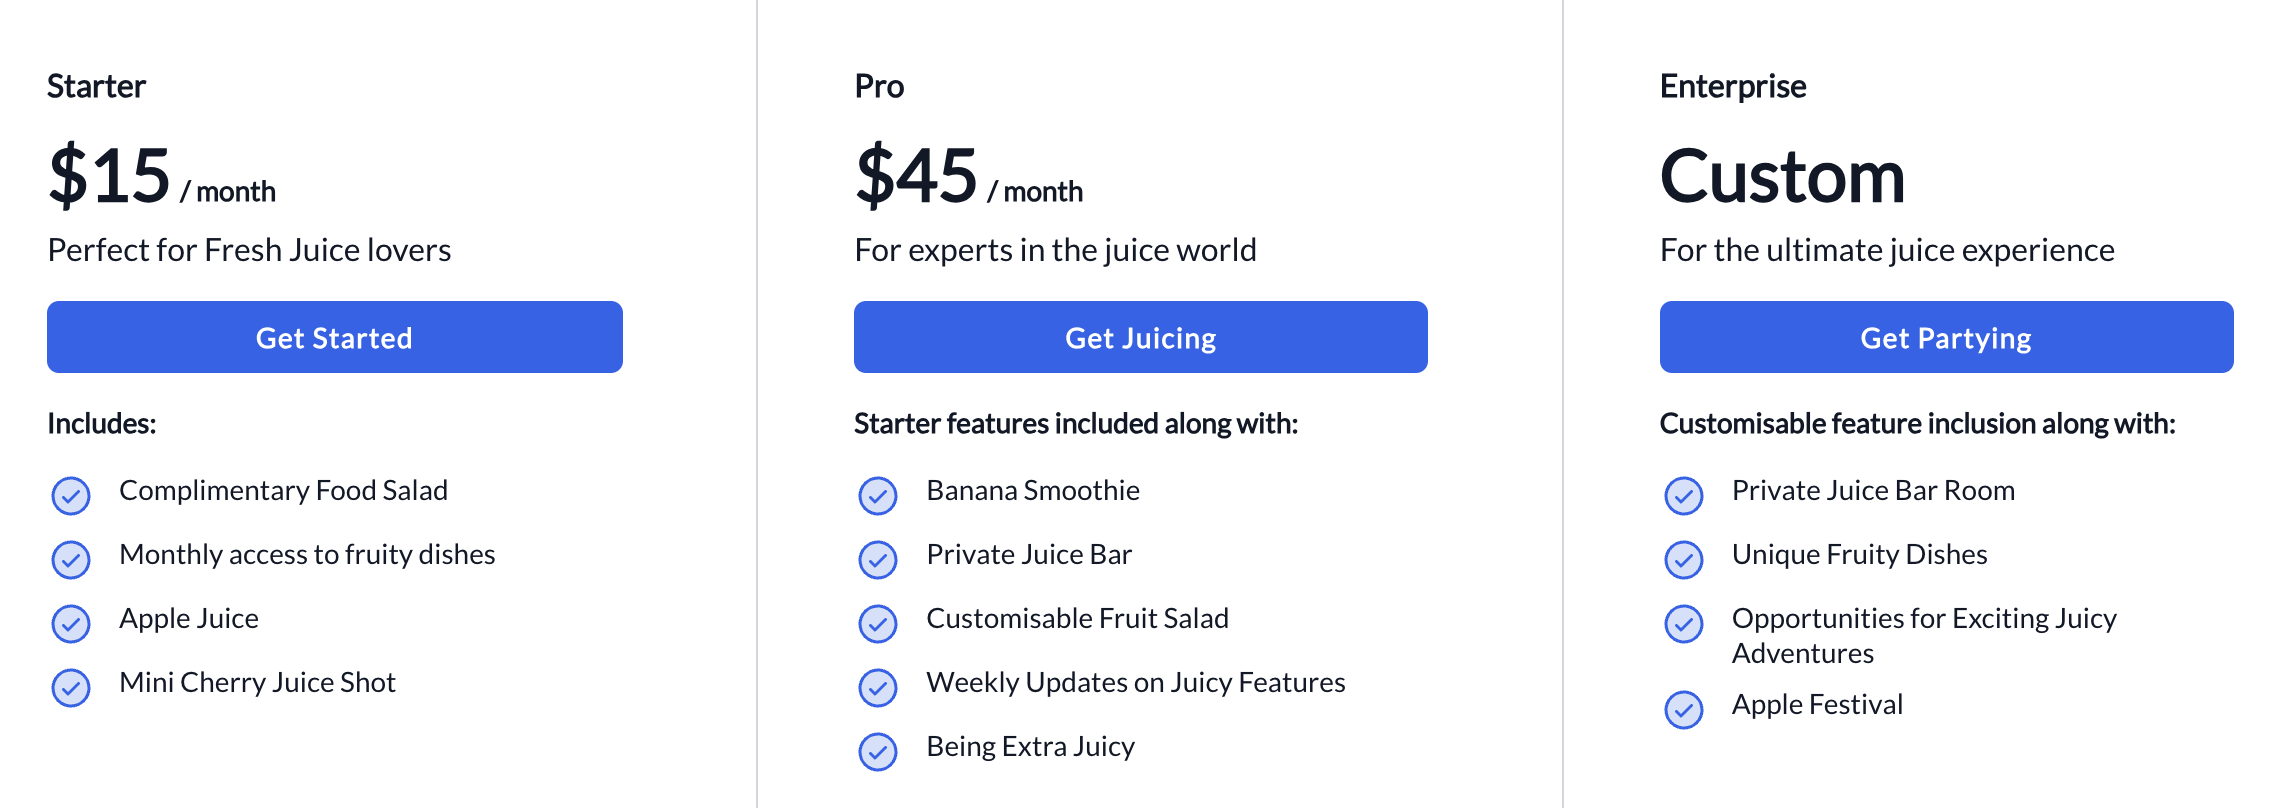 Starter
$15 / month
Perfect for Fresh Juice lovers
Get Started
Includes:
Complimentary Food Salad
Monthly access to fruity dishes
Apple Juice
Mini Cherry Juice Shot
Pro
$45 / month
For experts in the juice world
Get Juicing
Starter features included along with:
Banana Smoothie
Private Juice Bar
Customisable Fruit Salad
Weekly Updates on Juicy Features
Being Extra Juicy
Enterprise
Custom
For the ultimate juice experience
Get Partying
Customisable feature inclusion along with:
Private Juice Bar Room
Unique Fruity Dishes
Opportunities for Exciting Juicy
Adventures
Apple Festival